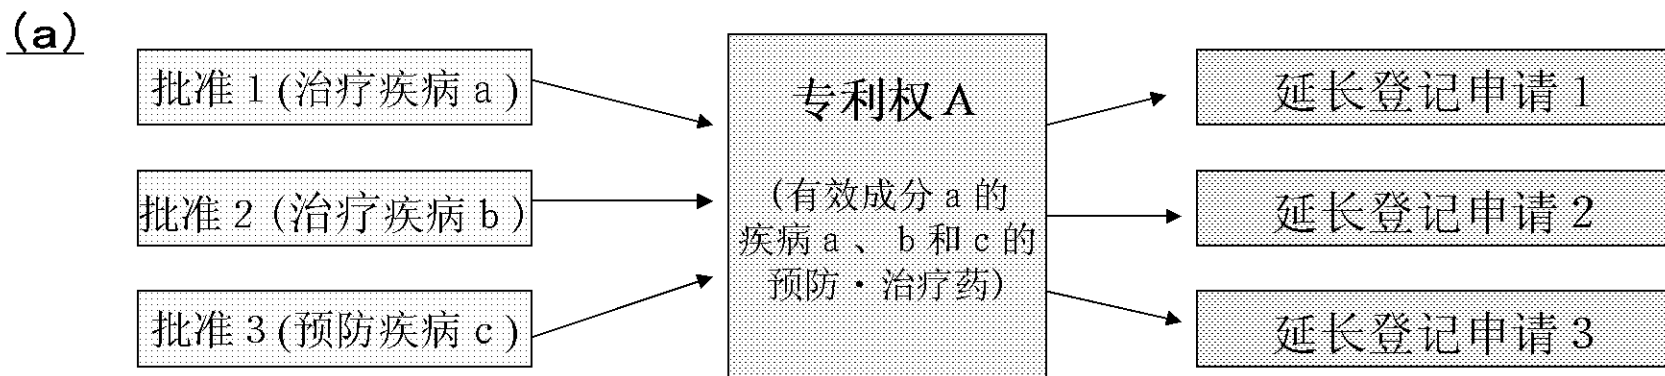 (a)
批准 1 (治疗疾病 a )
批准 2 (治疗疾病 b)
批准 3 (预防疾病 c)
专利权 A
(有效成分 a 的
疾病 a 、 b 和 c 的
预防・治疗药)
延长登记申请 1
延长登记申请 2
延长登记申请 3